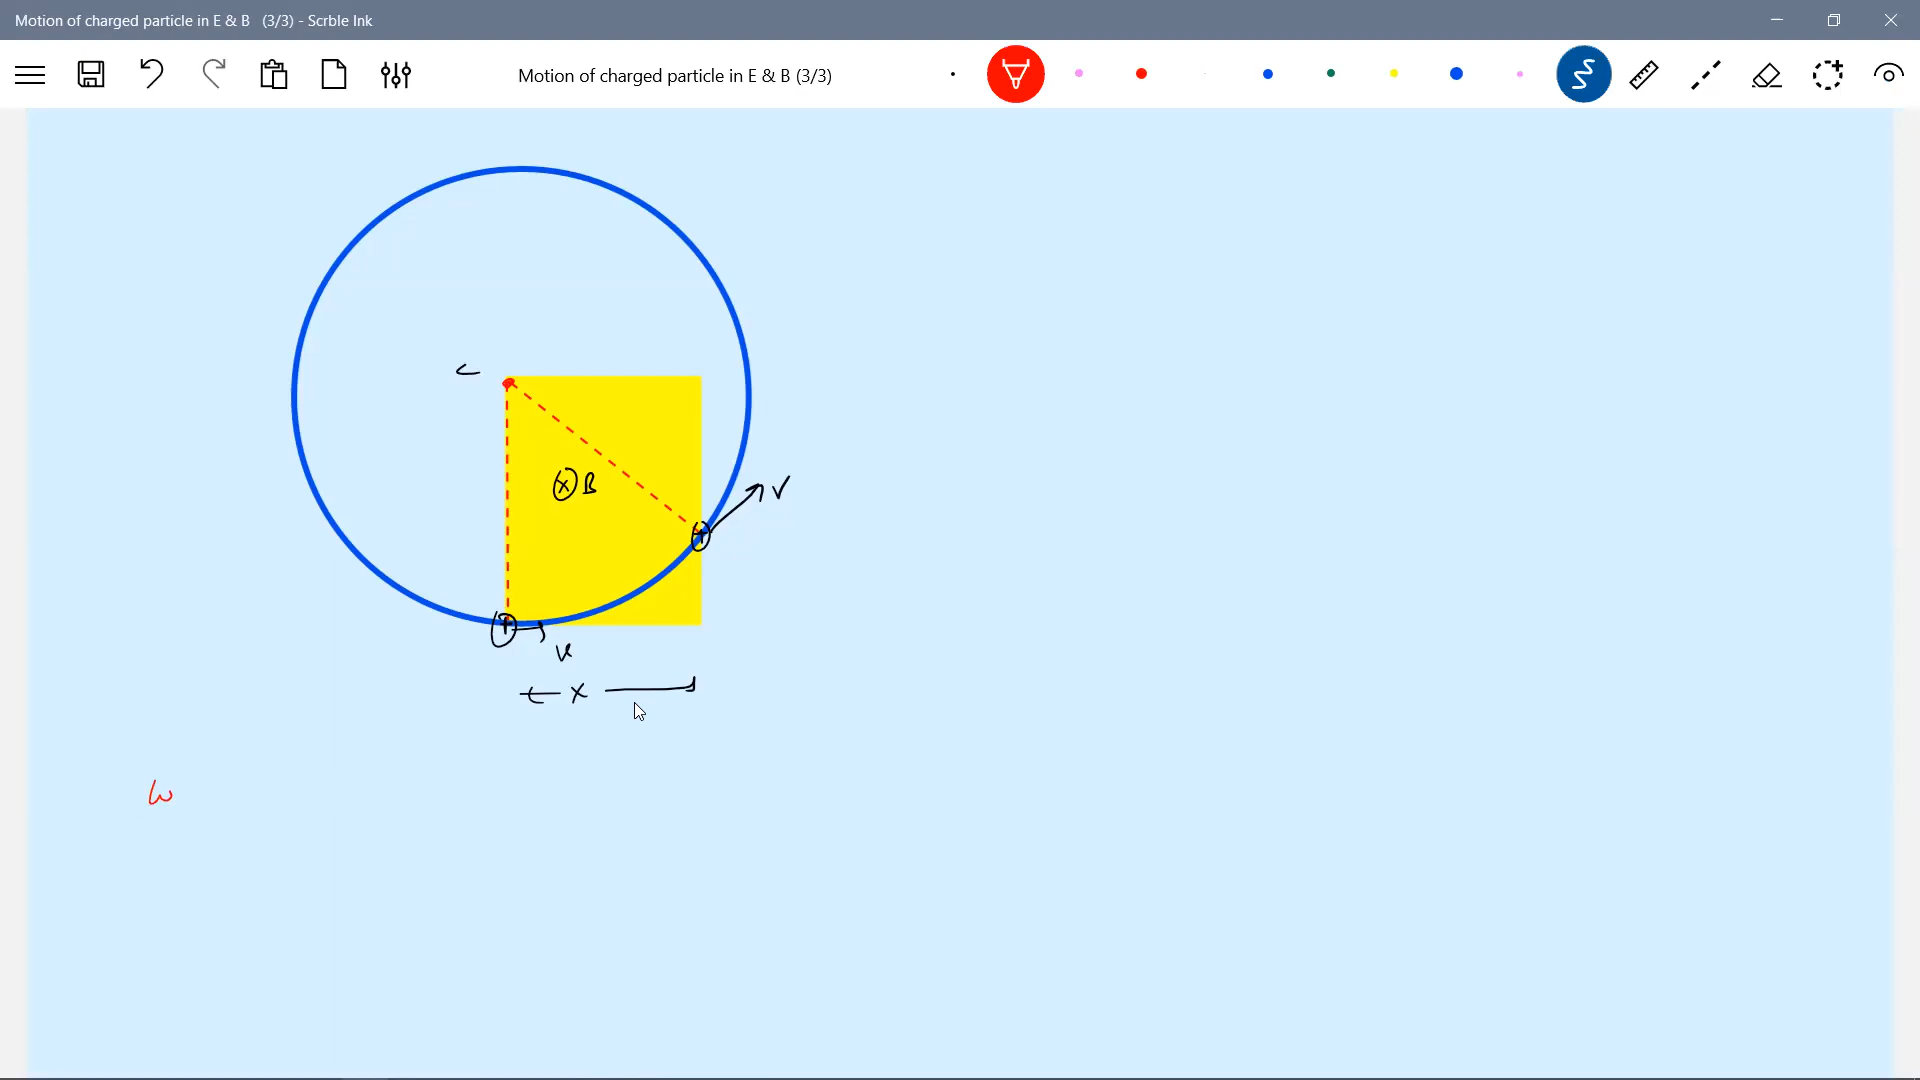 Motion of charged particle in E & B (3/3) - Scrble Ink
Motion of charged particle in E & B (3/3)
C
B
V
V
x
W